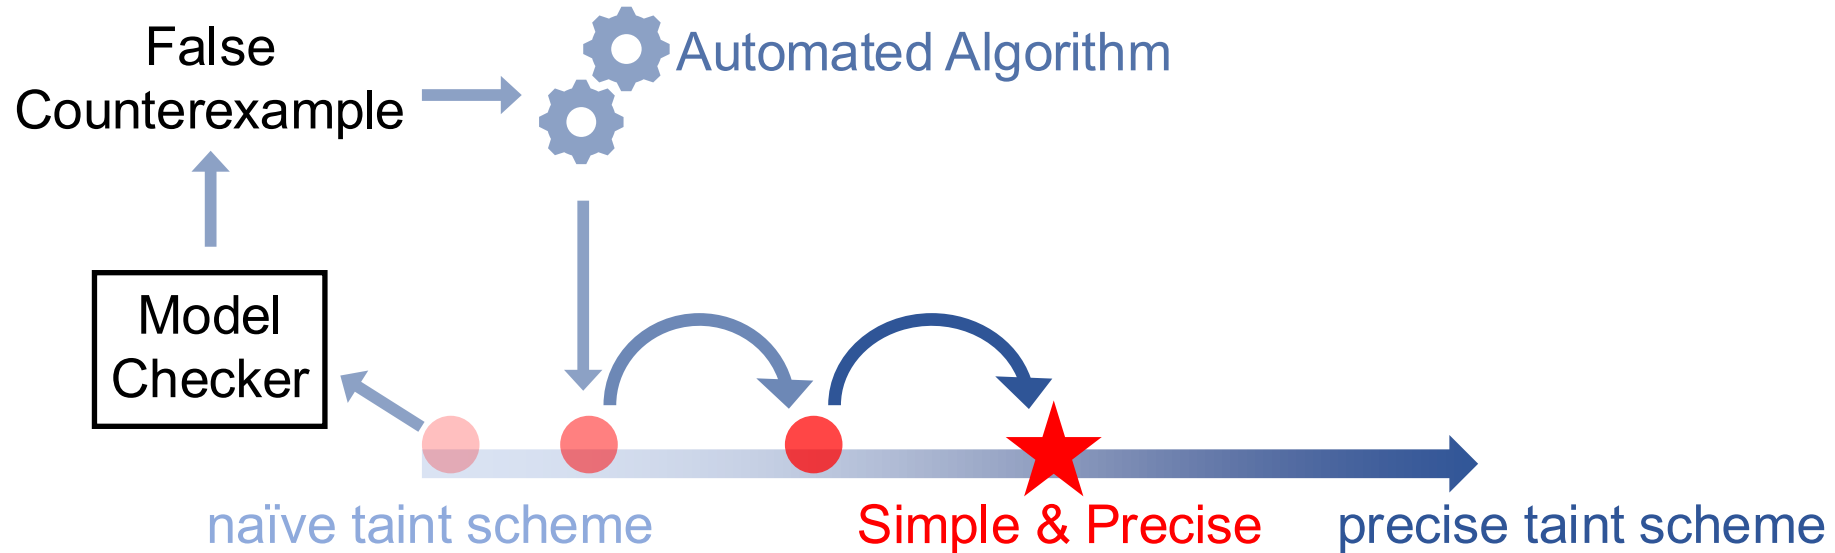 False
Counterexample
Automated Algorithm
Model
Checker
naïve taint scheme
Simple & Precise
precise taint scheme